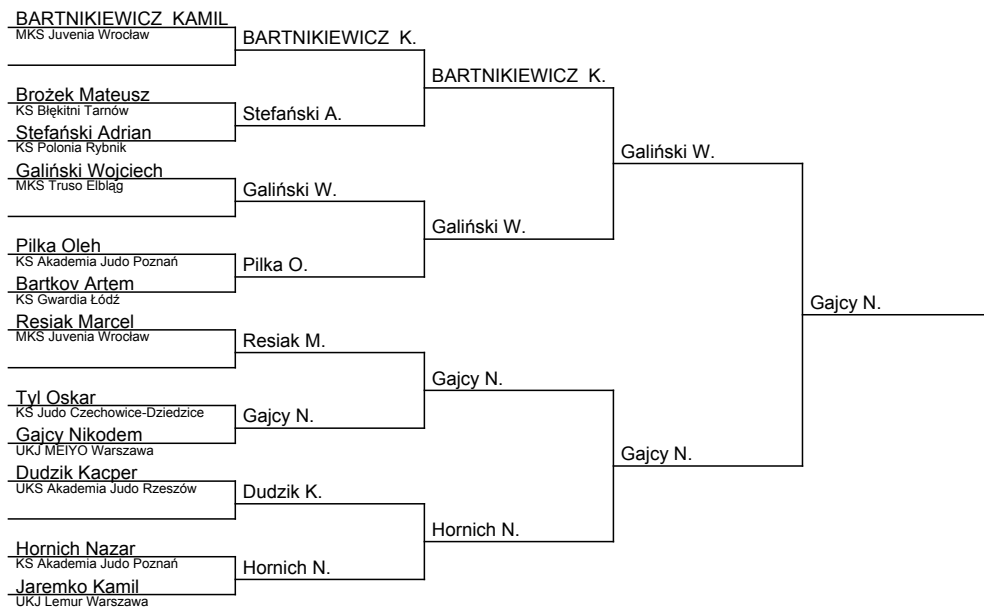 BARTNIKIEWICZ KAMIL
MKS Juvenia Wrocław
BARTNIKIEWICZ K.
BARTNIKIEWICZ K.
Brożek Mateusz
KS Błękitni Tarnów
Stefański A.
Stefański Adrian
KS Polonia Rybnik
Galiński W.
Galiński Wojciech
MKS Truso Elbląg
Galiński W.
Galiński W.
Pilka Oleh
KS Akademia Judo Poznań
Pilka O.
Bartkov Artem
KS Gwardia Łódź
Gajcy N.
Resiak Marcel
MKS Juvenia Wrocław
Resiak M.
Gajcy N.
Tyl Oskar
KS Judo Czechowice-Dziedzice
Gajcy N.
Gajcy Nikodem
UKJ MEIYO Warszawa
Gajcy N.
Dudzik Kacper
UKS Akademia Judo Rzeszów
Dudzik K.
Hornich N.
Hornich Nazar
KS Akademia Judo Poznań
Hornich N.
Jaremko Kamil
UKJ Lemur Warszawa